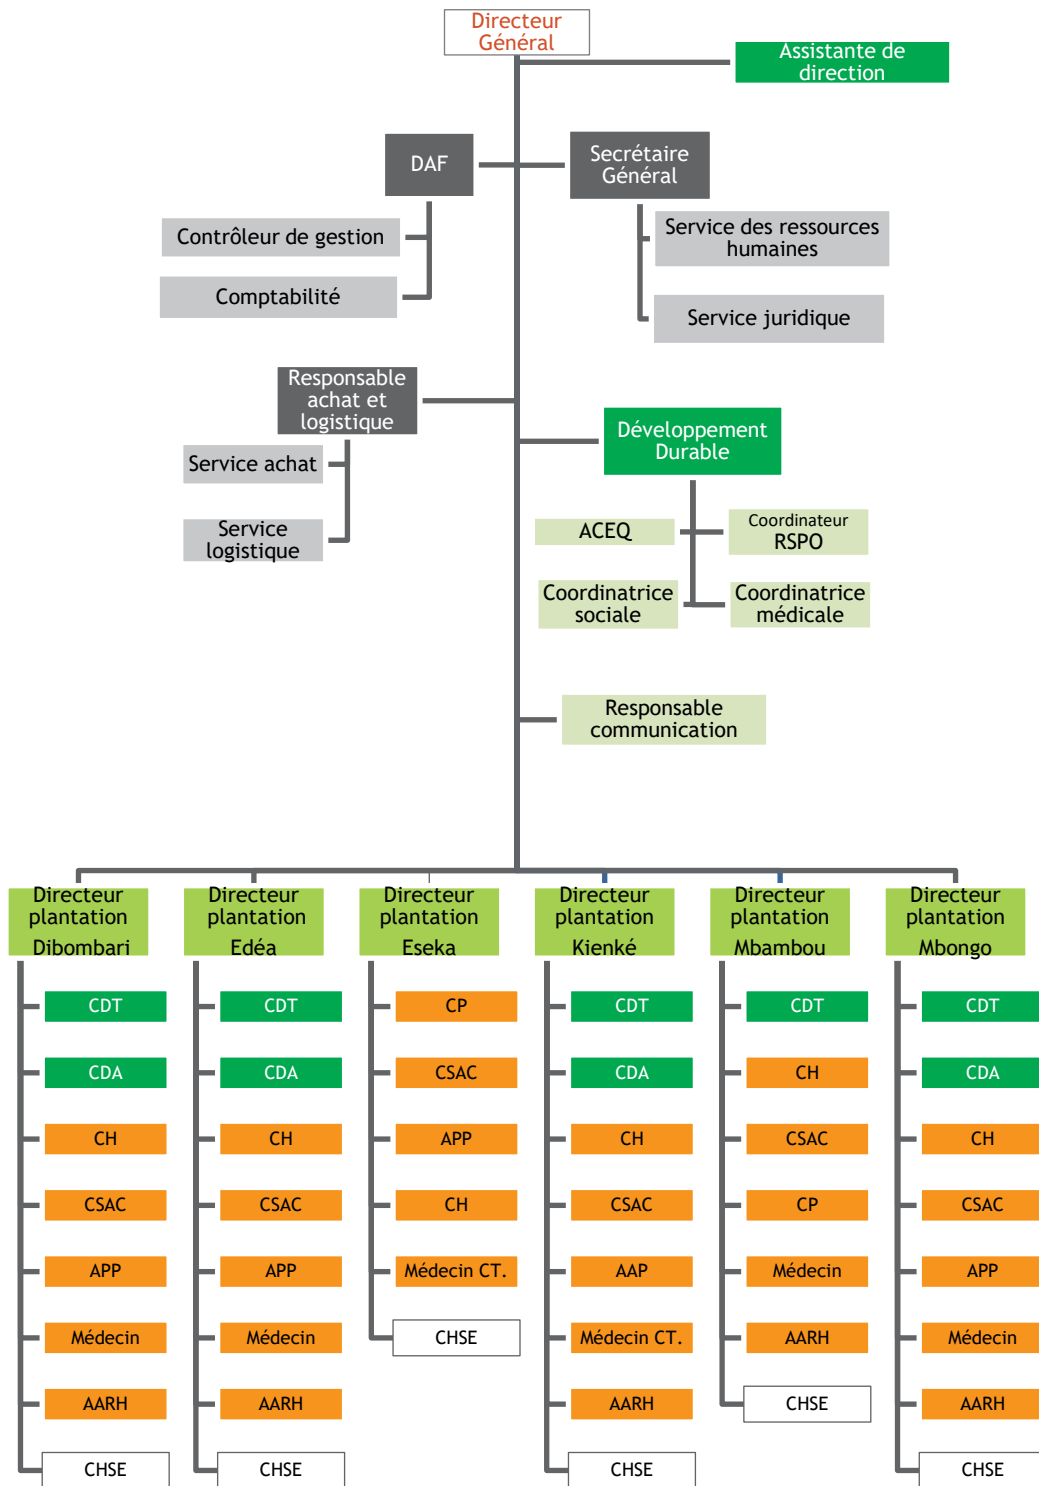 Directeur
Général
Assistante de
direction
DAF
Secrétaire
Général
Contrôleur de gestion
Comptabilité
Service des ressources
humaines
Service juridique
Responsable
achat et
logistique
Service achat
Service
logistique
Développement
Durable
ACEQ
Coordinateur
RSPO
Coordinatrice
sociale
Coordinatrice
médicale
Responsable
communication
Directeur
plantation
Dibombari
CDT
CDA
CH
CSAC
APP
Médecin
AARH
CHSE
Directeur
plantation
Edéa
CDT
CDA
CH
CSAC
APP
Médecin
AARH
CHSE
Directeur
plantation
Eseka
CP
CSAC
APP
CH
Médecin CT.
CHSE
Directeur
plantation
Kienké
CDT
CDA
CH
CSAC
AAP
Médecin CT.
AARH
CHSE
Directeur
plantation
Mbambou
CDT
CH
CSAC
CP
Médecin
AARH
CHSE
Directeur
plantation
Mbongo
CDT
CDA
CH
CSAC
APP
Médecin
AARH
CHSE